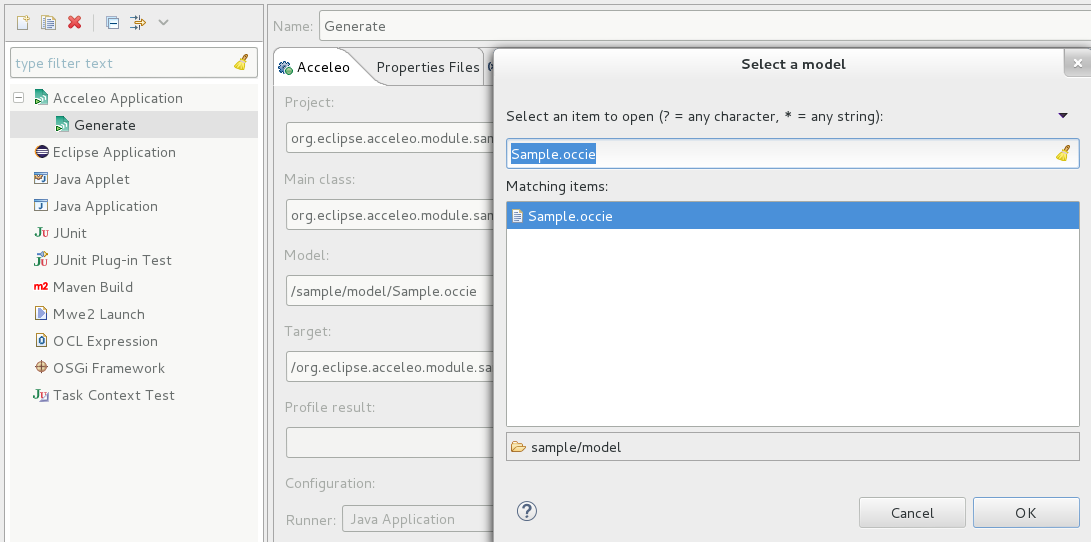 Name: Generate
type filter text
Acceleo Application
Generate
Eclipse Application
Java Applet
Java Application
JUnit
JUnit Plug-in Test
Maven Build
Mwe2 Launch
OCL Expression
OSGi Framework
Task Context Test
Acceleo Properties Files
Project:
org.eclipse.acceleo.module.sam
Main class:
org.eclipse.acceleo.module.sam
Model:
/sample/model/Sample.occie
Target:
/org.eclipse.acceleo.module.sa
Profile result:
Configuration:
Runner: Java Application
Select a model
Select an item to open (? = any character, * = any string):
Sample.occie
Matching items:
Sample.occie
sample/model
Cancel OK